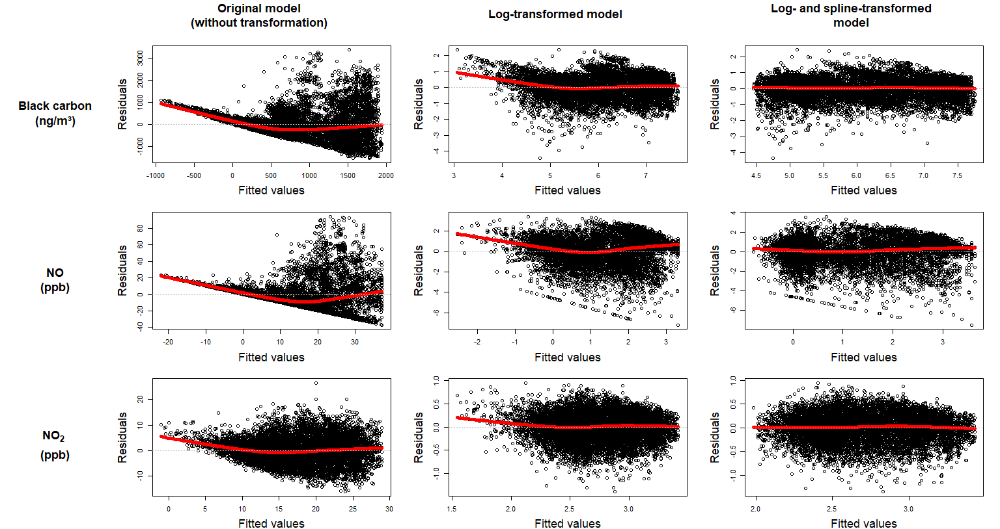 Original model
(without transformation)
Log-transformed model
Log- and spline-transformed
model
Black carbon
(ng/m³)
Residuals
3000
2000
1000
0
-1000
-1000 -500 0 500 1000 1500 2000
Fitted values
Residuals
2
1
0
-1
-2
-3
-4
3 4 5 6 7
Fitted values
Residuals
2
1
0
-1
-2
-3
-4
4.5 5.0 5.5 6.0 6.5 7.0 7.5
Fitted values
NO
(ppb)
Residuals
80
60
40
20
0
-20
-40
-20 -10 0 10 20 30
Fitted values
Residuals
2
0
-2
-4
-6
-2 -1 0 1 2 3
Fitted values
Residuals
4
2
0
-2
-4
-6
0 1 2 3
Fitted values
NO₂
(ppb)
Residuals
20
10
0
-10
0 5 10 15 20 25 30
Fitted values
Residuals
1.0
0.5
0.0
-0.5
-1.0
1.5 2.0 2.5 3.0
Fitted values
Residuals
1.0
0.5
0.0
-0.5
-1.0
2.0 2.5 3.0
Fitted values